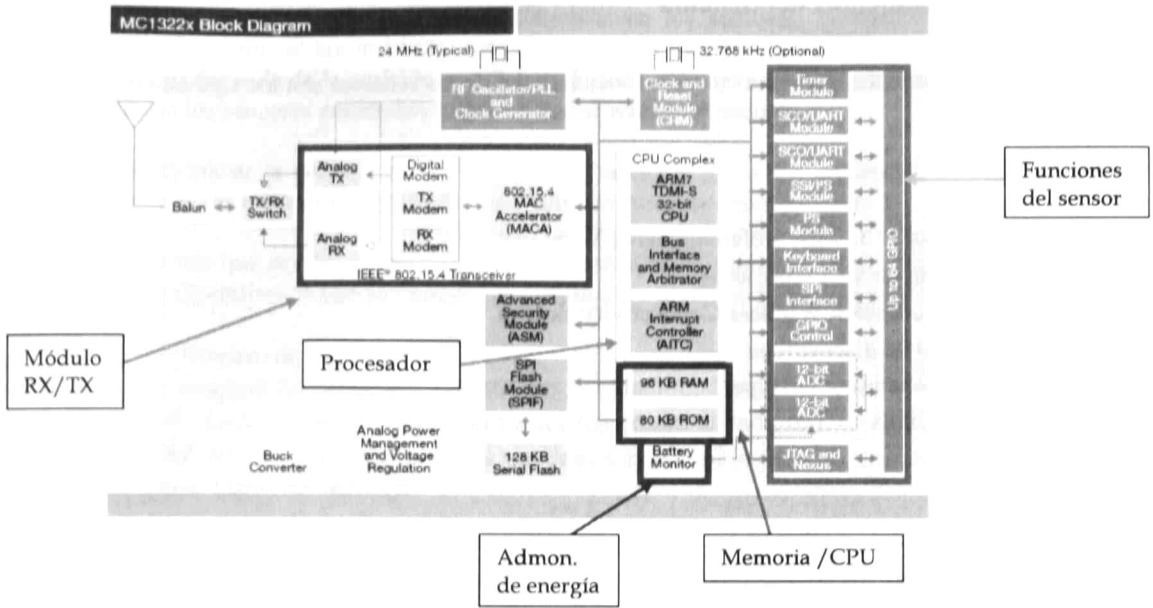 MC1322x Block Diagram
24 MHz (Typical)
32.768 kHz (Optional)
RF Oscillator/PLL
and
Clock Generator
Clock and
Reset
Module
(CRM)
Analog
TX
Digital
Modem
TX
Modem
RX
Modem
802.15.4
MAC
Accelerator
(MACA)
Balun
TX/RX
Switch
Analog
RX
IEEE® 802.15.4 Transceiver
CPU Complex
ARM7
TDMI-S
32-bit
CPU
Bus
Interface
and Memory
Arbitrator
ARM
Interrupt
Controller
(AITC)
Advanced
Security
Module
(ASM)
SPI
Flash
Module
(SPIF)
96 KB RAM
80 KB ROM
Battery
Monitor
Buck
Converter
Analog Power
Management
and Voltage
Regulation
128 KB
Serial Flash
Timer
Module
SCO/UART
Module
SCO/UART
Module
SSI/I²S
Module
PS
Module
Keyboard
Interface
SPI
Interface
GPIO
Control
12-bit
ADC
12-bit
ADC
JTAG and
Nexus
Up to 64 GPIO
Funciones
del sensor
Módulo
RX/TX
Procesador
Admon.
de energía
Memoria /CPU